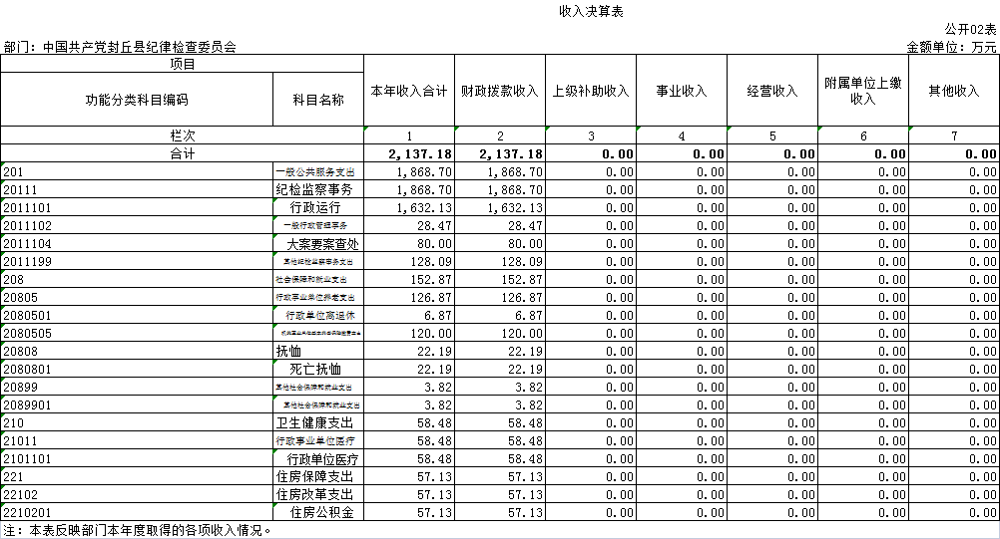 收入决算表
公开02表
部门：中国共产党封丘县纪律检查委员会 金额单位：万元
项目 本年收入合计 财政拨款收入 上级补助收入 事业收入 经营收入 附属单位上缴收入 其他收入
功能分类科目编码 科目名称
栏次 1 2 3 4 5 6 7
合计 2,137.18 2,137.18 0.00 0.00 0.00 0.00 0.00
201 一般公共服务支出 1,868.70 1,868.70 0.00 0.00 0.00 0.00 0.00
20111 纪检监察事务 1,868.70 1,868.70 0.00 0.00 0.00 0.00 0.00
2011101 行政运行 1,632.13 1,632.13 0.00 0.00 0.00 0.00 0.00
2011102 一般行政管理事务 28.47 28.47 0.00 0.00 0.00 0.00 0.00
2011104 大案要案查处 80.00 80.00 0.00 0.00 0.00 0.00 0.00
2011199 其他纪检监察事务支出 128.09 128.09 0.00 0.00 0.00 0.00 0.00
208 社会保障和就业支出 152.87 152.87 0.00 0.00 0.00 0.00 0.00
20805 行政事业单位养老支出 126.87 126.87 0.00 0.00 0.00 0.00 0.00
2080501 行政单位离退休 6.87 6.87 0.00 0.00 0.00 0.00 0.00
2080505 120.00 120.00 0.00 0.00 0.00 0.00 0.00
20808 抚恤 22.19 22.19 0.00 0.00 0.00 0.00 0.00
2080801 死亡抚恤 22.19 22.19 0.00 0.00 0.00 0.00 0.00
20899 其他社会保障和就业支出 3.82 3.82 0.00 0.00 0.00 0.00 0.00
2089901 其他社会保障和就业支出 3.82 3.82 0.00 0.00 0.00 0.00 0.00
210 卫生健康支出 58.48 58.48 0.00 0.00 0.00 0.00 0.00
21011 行政事业单位医疗 58.48 58.48 0.00 0.00 0.00 0.00 0.00
2101101 行政单位医疗 58.48 58.48 0.00 0.00 0.00 0.00 0.00
221 住房保障支出 57.13 57.13 0.00 0.00 0.00 0.00 0.00
22102 住房改革支出 57.13 57.13 0.00 0.00 0.00 0.00 0.00
2210201 住房公积金 57.13 57.13 0.00 0.00 0.00 0.00 0.00
注：本表反映部门本年度取得的各项收入情况。